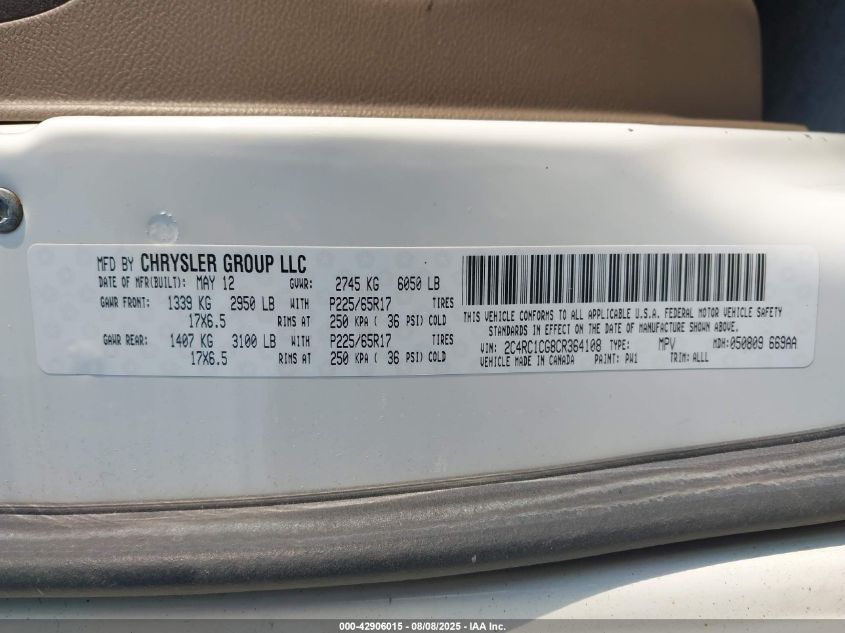 MFD BY CHRYSLER GROUP LLC
DATE OF MFR(BUILT): MAY 12 GVWR: 2745 KG 6050 LB
GAWR FRONT: 1339 KG 2950 LB WITH P225/65R17 TIRES
17X6.5 RIMS AT 250 KPA ( 36 PSI) COLD
GAWR REAR: 1407 KG 3100 LB WITH P225/65R17 TIRES
17X6.5 RIMS AT 250 KPA ( 36 PSI) COLD
THIS VEHICLE CONFORMS TO ALL APPLICABLE U.S.A. FEDERAL MOTOR VEHICLE SAFETY
STANDARDS IN EFFECT ON THE DATE OF MANUFACTURE SHOWN ABOVE.
VIN: 2C4RC1CG8CR364108 TYPE: MPV MDH: 050809 669AA
VEHICLE MADE IN CANADA PAINT: PW1 TRIM: ALLL
000-42906015 - 08/08/2025 - IAA Inc.